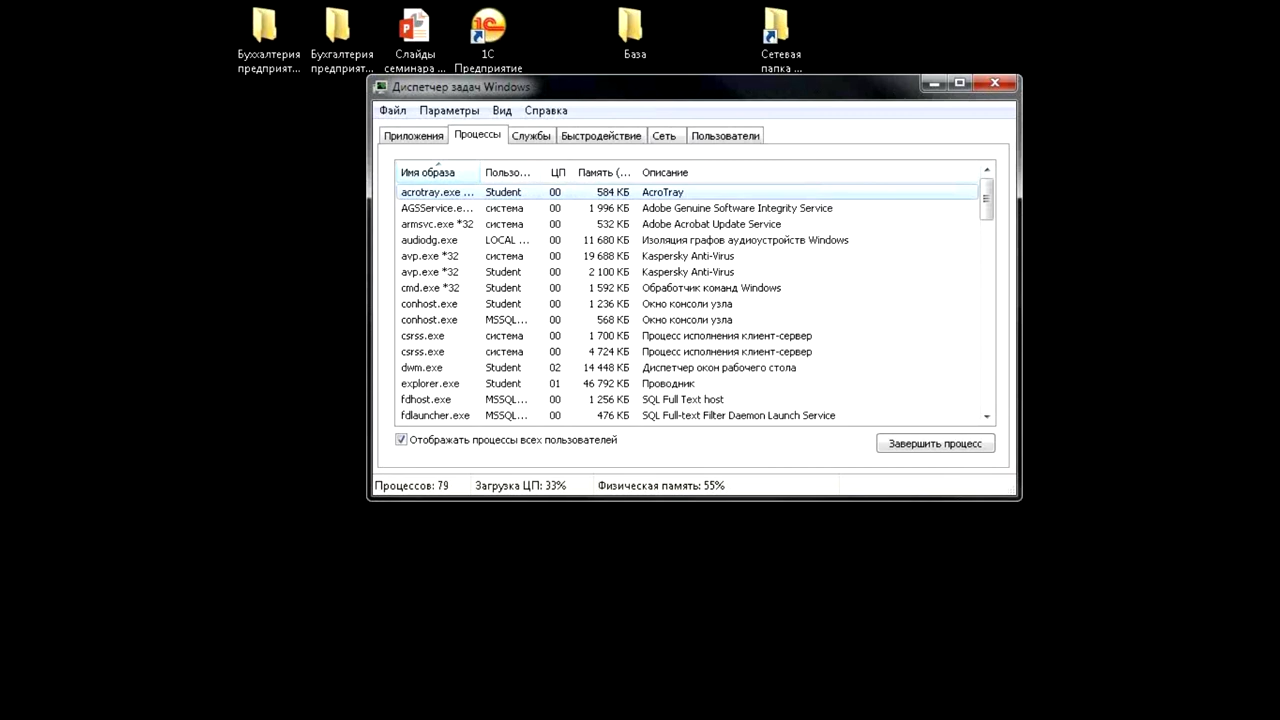 Бухгалтерия Бухгалтерия Слайды 1С База Сетевая
предприят... предприят... семинара ... Предприятие папка ...
Диспетчер задач Windows
Файл Параметры Вид Справка
Приложения Процессы Службы Быстродействие Сеть Пользователи
Имя образа Пользо... ЦП Память (... Описание
acrotray.exe ... Student 00 584 КБ AcroTray
AGSService.e... система 00 1 996 КБ Adobe Genuine Software Integrity Service
armsvc.exe *32 система 00 532 КБ Adobe Acrobat Update Service
audiodg.exe LOCAL ... 00 11 680 КБ Изоляция графов аудиоустройств Windows
avp.exe *32 система 00 19 688 КБ Kaspersky Anti-Virus
avp.exe *32 Student 00 2 100 КБ Kaspersky Anti-Virus
cmd.exe *32 Student 00 1 592 КБ Обработчик команд Windows
conhost.exe Student 00 1 236 КБ Окно консоли узла
conhost.exe MSSQL... 00 568 КБ Окно консоли узла
csrss.exe система 00 1 700 КБ Процесс исполнения клиент-сервер
csrss.exe система 00 4 724 КБ Процесс исполнения клиент-сервер
dwm.exe Student 02 14 448 КБ Диспетчер окон рабочего стола
explorer.exe Student 01 46 792 КБ Проводник
fdhost.exe MSSQL... 00 1 256 КБ SQL Full Text host
fdlauncher.exe MSSQL... 00 476 КБ SQL Full-text Filter Daemon Launch Service
Отображать процессы всех пользователей Завершить процесс
Процессов: 79 Загрузка ЦП: 33% Физическая память: 55%